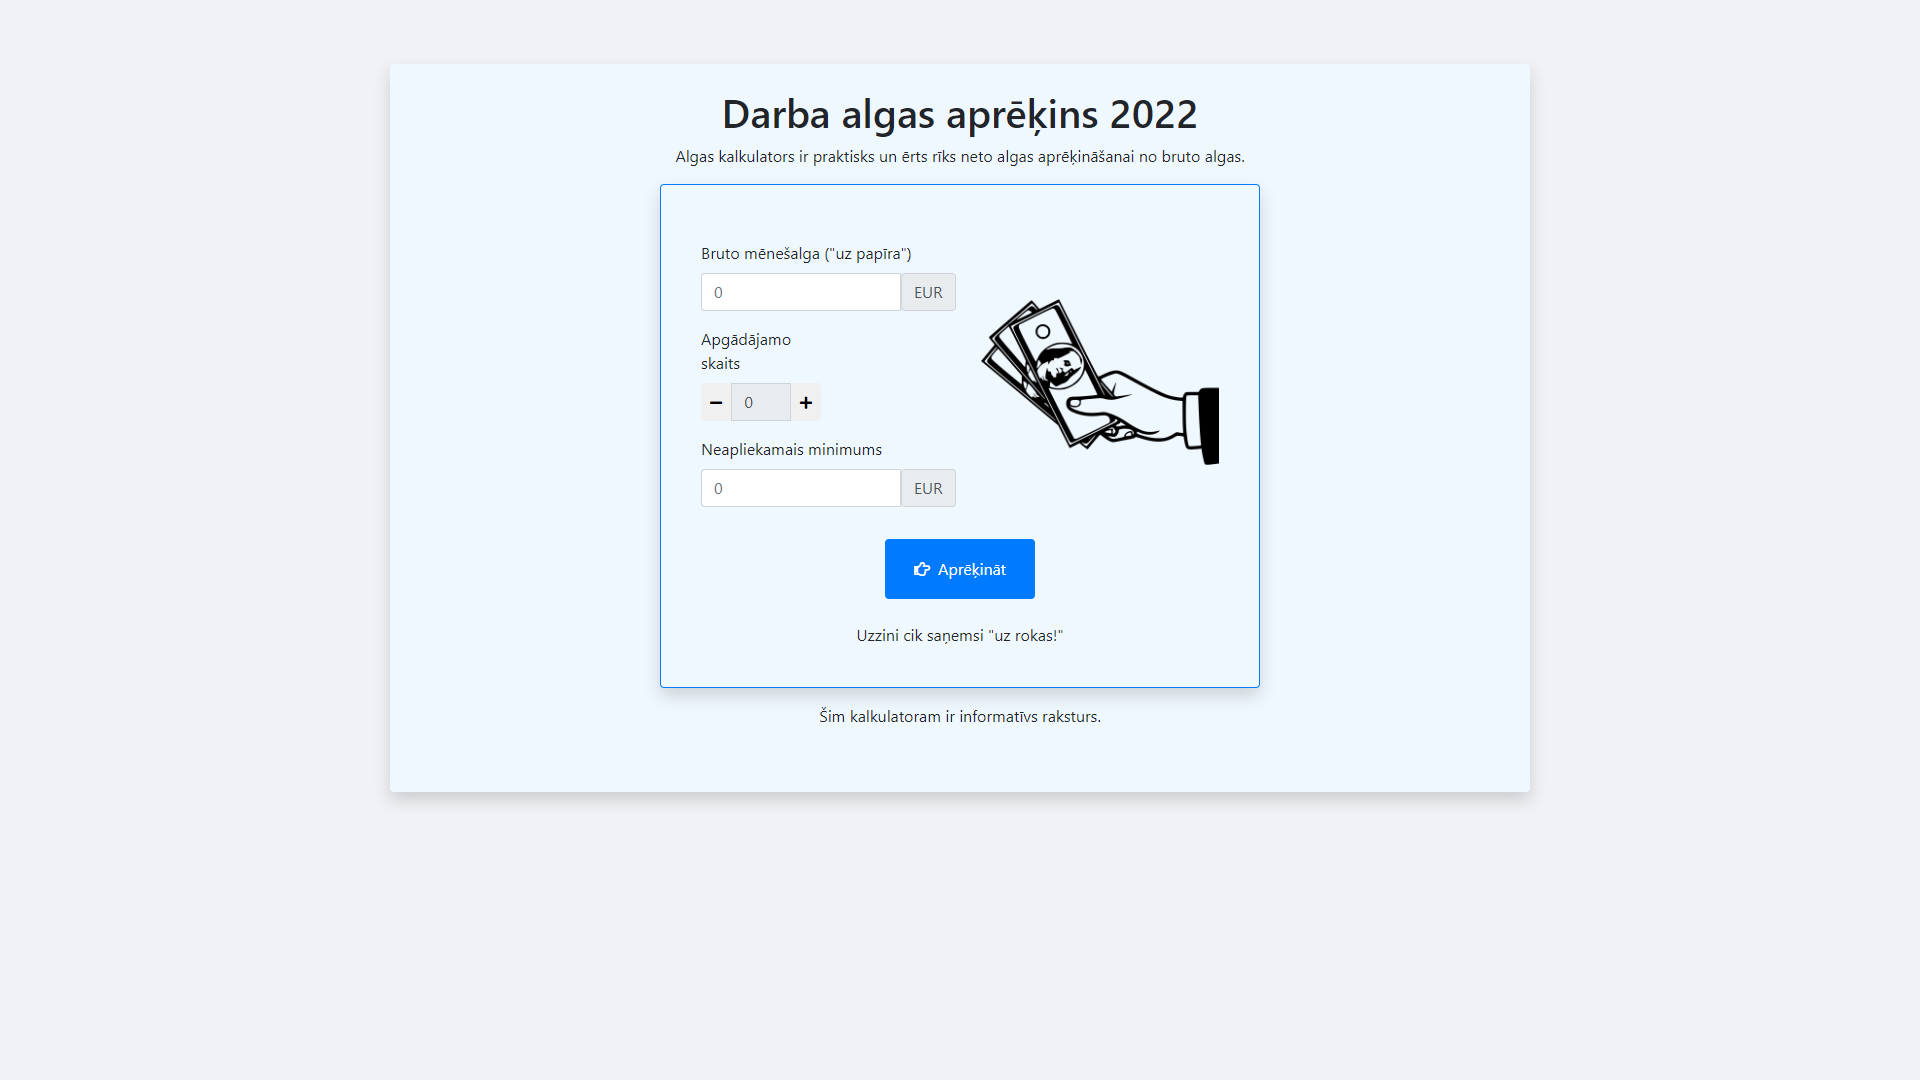 Darba algas aprēķins 2022
Algas kalkulators ir praktisks un ērts rīks neto algas aprēķināšanai no bruto algas.
Bruto mēnešalga ("uz papīra")
0 EUR
Apgādājamo
skaits
− 0 +
Neapliekamais minimums
0 EUR
Aprēķināt
Uzzini cik saņemsi "uz rokas!"
Šim kalkulatoram ir informatīvs raksturs.